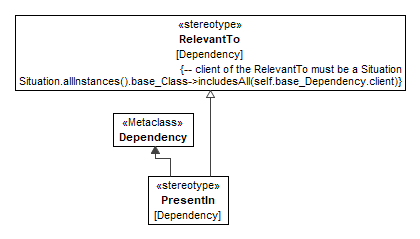 «stereotype»
RelevantTo
[Dependency]
{-- client of the RelevantTo must be a Situation
Situation.allInstances().base_Class->includesAll(self.base_Dependency.client)}
«Metaclass»
Dependency
«stereotype»
PresentIn
[Dependency]